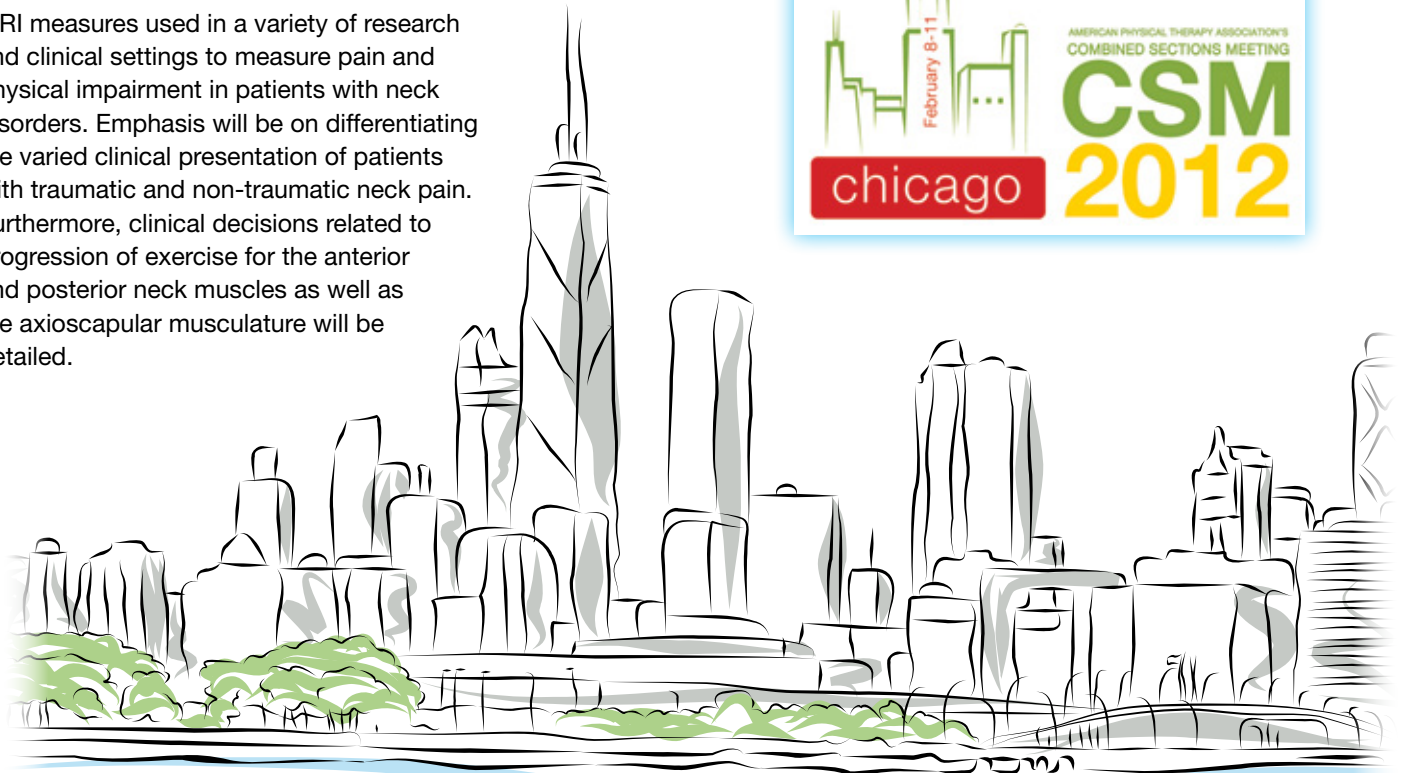 RI measures used in a variety of research
nd clinical settings to measure pain and
hysical impairment in patients with neck
sorders. Emphasis will be on differentiating
e varied clinical presentation of patients
ith traumatic and non-traumatic neck pain.
urthermore, clinical decisions related to
rogression of exercise for the anterior
nd posterior neck muscles as well as
e axioscapular musculature will be
etailed.
February 8-11
chicago
AMERICAN PHYSICAL THERAPY ASSOCIATION'S
COMBINED SECTIONS MEETING
CSM
2012